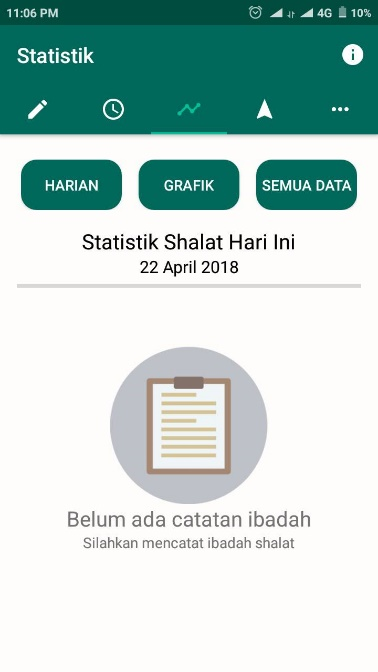 11:06 PM 4G 10%
Statistik
HARIAN GRAFIK SEMUA DATA
Statistik Shalat Hari Ini
22 April 2018
Belum ada catatan ibadah
Silahkan mencatat ibadah shalat